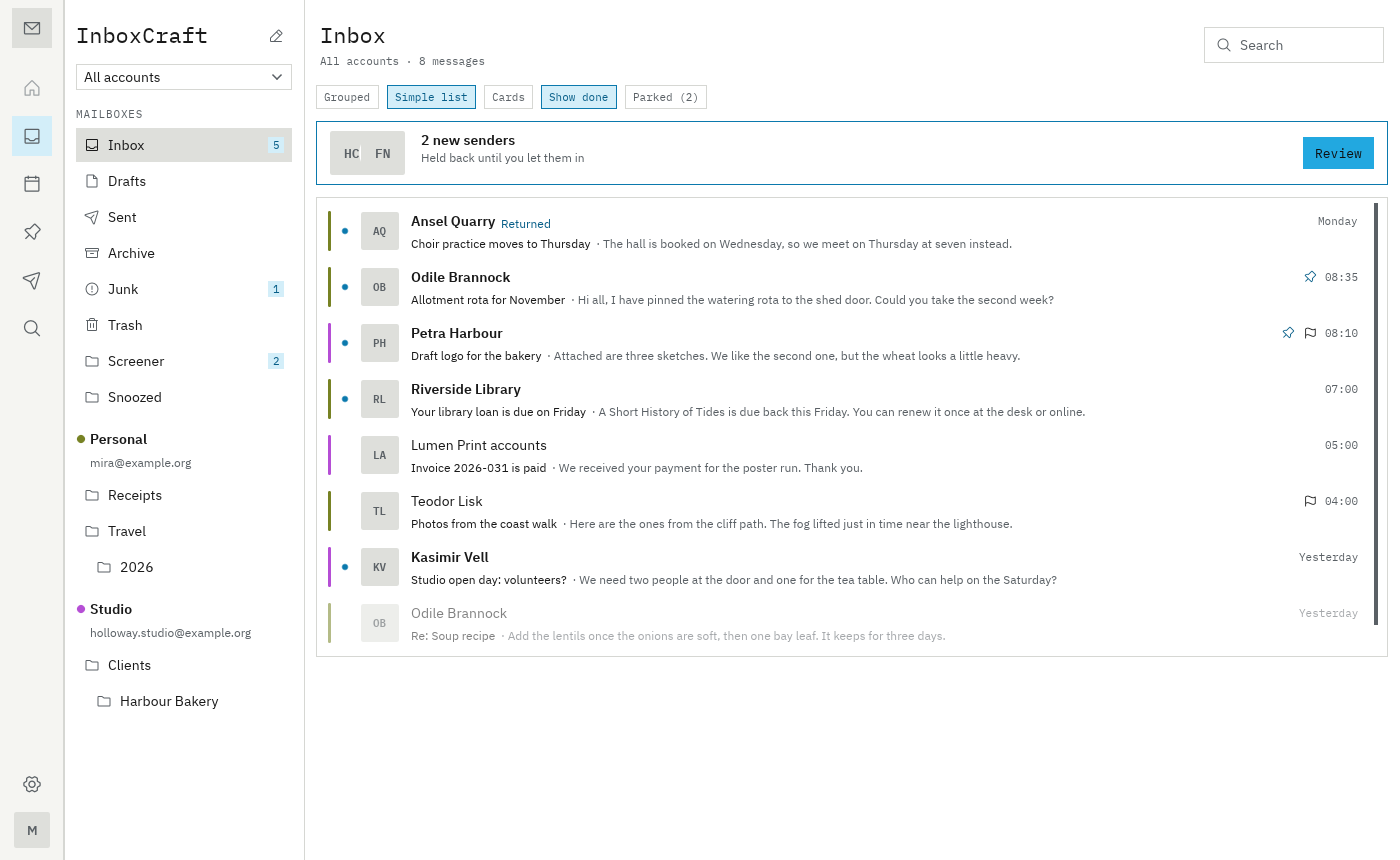 InboxCraft
All accounts
MAILBOXES
Inbox 5
Drafts
Sent
Archive
Junk 1
Trash
Screener 2
Snoozed
Personal
mira@example.org
Receipts
Travel
2026
Studio
holloway.studio@example.org
Clients
Harbour Bakery
M
Inbox
All accounts · 8 messages
Search
Grouped Simple list Cards Show done Parked (2)
HC FN
2 new senders
Held back until you let them in
Review
AQ
Ansel Quarry Returned Monday
Choir practice moves to Thursday · The hall is booked on Wednesday, so we meet on Thursday at seven instead.
OB
Odile Brannock 08:35
Allotment rota for November · Hi all, I have pinned the watering rota to the shed door. Could you take the second week?
PH
Petra Harbour 08:10
Draft logo for the bakery · Attached are three sketches. We like the second one, but the wheat looks a little heavy.
RL
Riverside Library 07:00
Your library loan is due on Friday · A Short History of Tides is due back this Friday. You can renew it once at the desk or online.
LA
Lumen Print accounts 05:00
Invoice 2026-031 is paid · We received your payment for the poster run. Thank you.
TL
Teodor Lisk 04:00
Photos from the coast walk · Here are the ones from the cliff path. The fog lifted just in time near the lighthouse.
KV
Kasimir Vell Yesterday
Studio open day: volunteers? · We need two people at the door and one for the tea table. Who can help on the Saturday?
OB
Odile Brannock Yesterday
Re: Soup recipe · Add the lentils once the onions are soft, then one bay leaf. It keeps for three days.